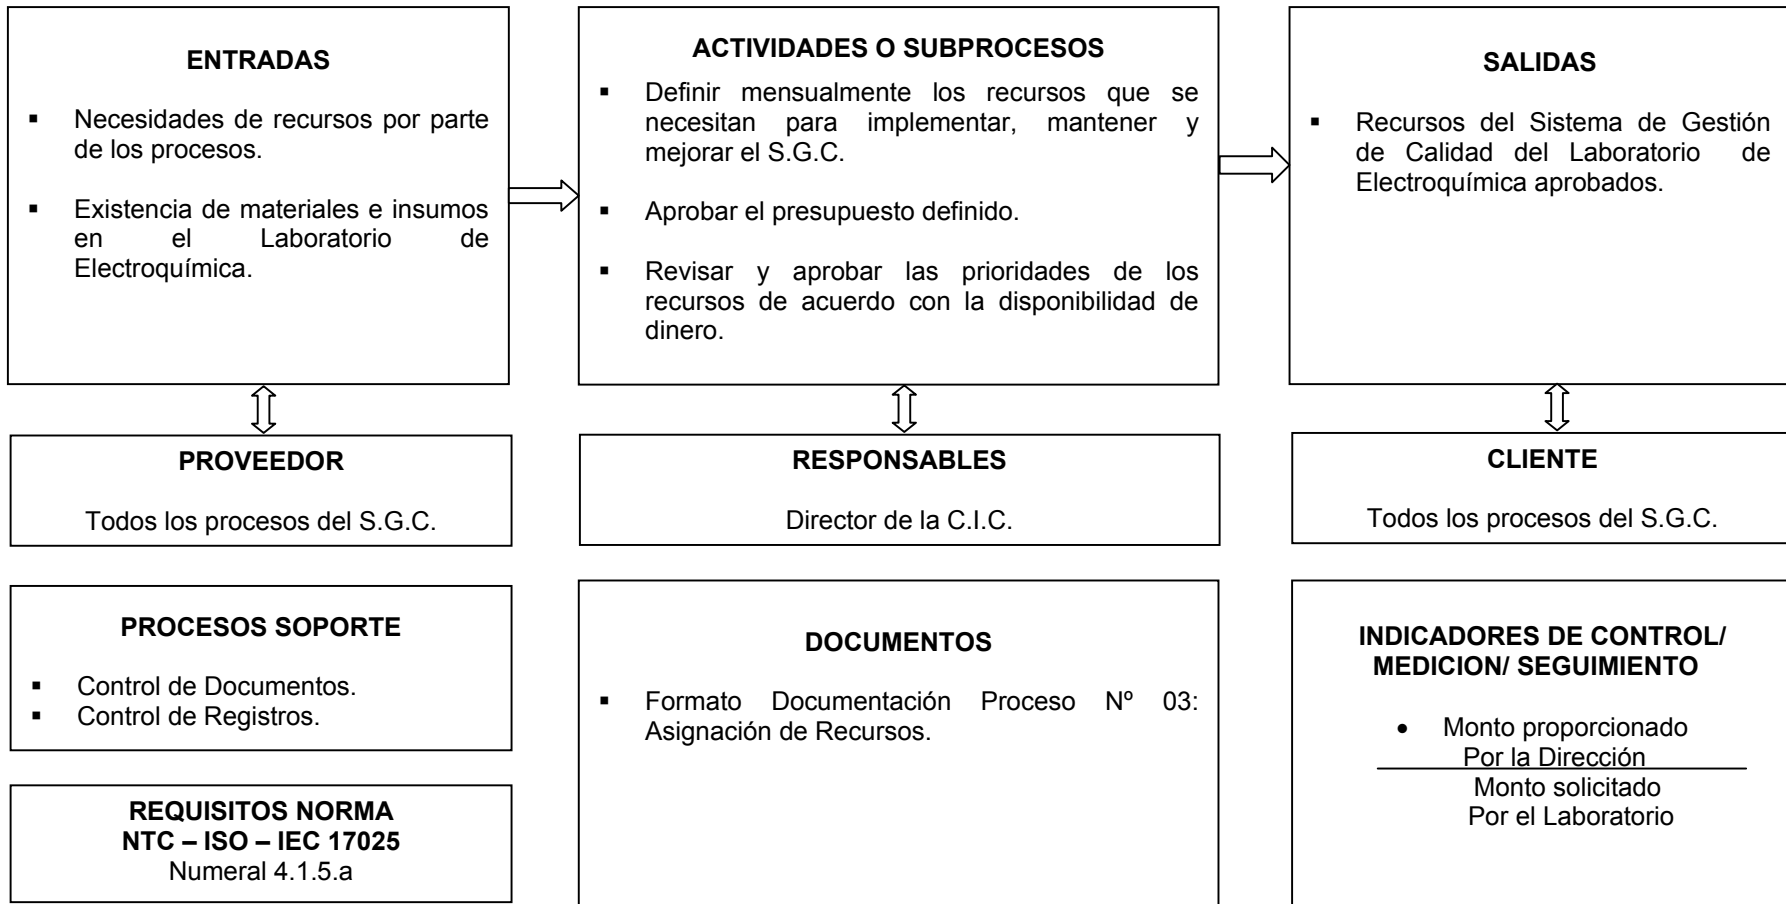 ENTRADAS
▪ Necesidades de recursos por parte
de los procesos.
▪ Existencia de materiales e insumos
en el Laboratorio de
Electroquímica.
ACTIVIDADES O SUBPROCESOS
▪ Definir mensualmente los recursos que se
necesitan para implementar, mantener y
mejorar el S.G.C.
▪ Aprobar el presupuesto definido.
▪ Revisar y aprobar las prioridades de los
recursos de acuerdo con la disponibilidad de
dinero.
SALIDAS
▪ Recursos del Sistema de Gestión
de Calidad del Laboratorio de
Electroquímica aprobados.
PROVEEDOR
Todos los procesos del S.G.C.
RESPONSABLES
Director de la C.I.C.
CLIENTE
Todos los procesos del S.G.C.
PROCESOS SOPORTE
▪ Control de Documentos.
▪ Control de Registros.
DOCUMENTOS
▪ Formato Documentación Proceso Nº 03:
Asignación de Recursos.
INDICADORES DE CONTROL/
MEDICION/ SEGUIMIENTO
• Monto proporcionado
Por la Dirección
Monto solicitado
Por el Laboratorio
REQUISITOS NORMA
NTC – ISO – IEC 17025
Numeral 4.1.5.a